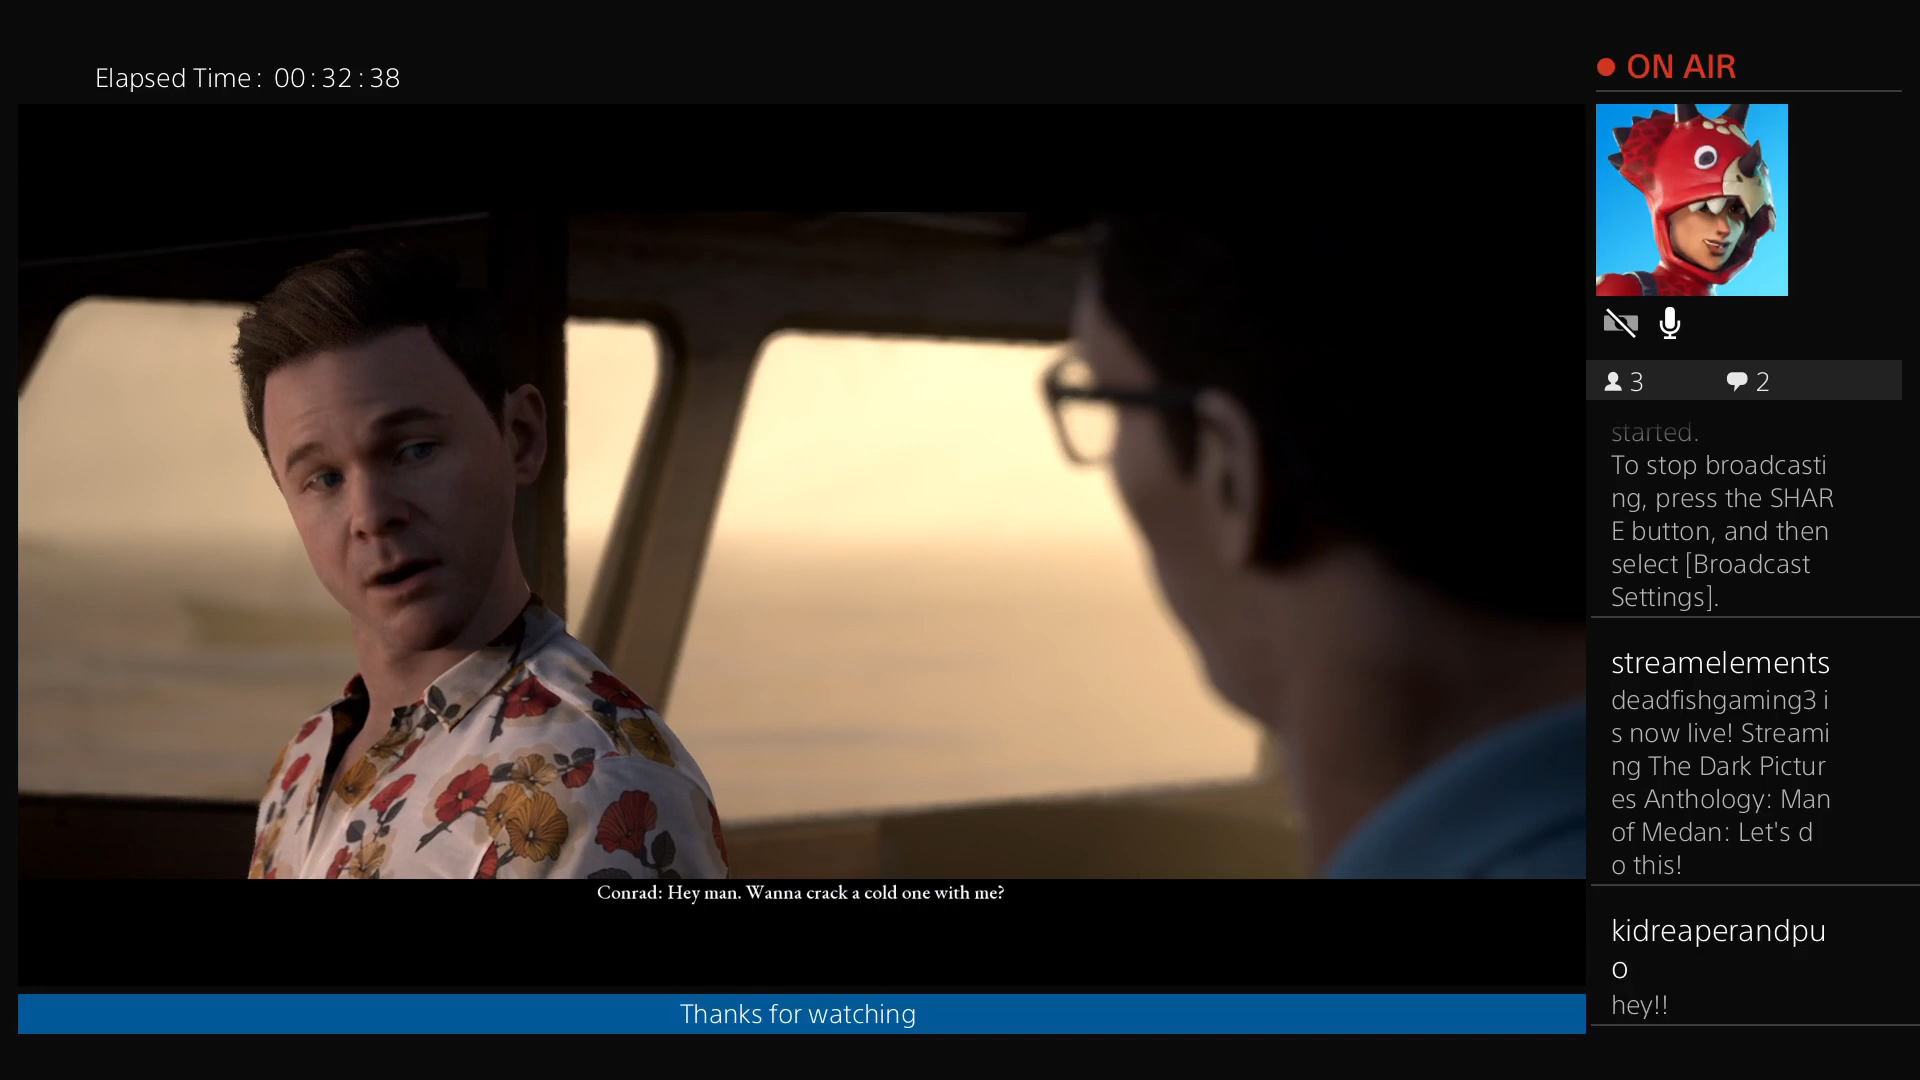 Elapsed Time: 00:32:38
ON AIR
3
2
started.
To stop broadcasti
ng, press the SHAR
E button, and then
select [Broadcast
Settings].
streamelements
deadfishgaming3 i
s now live! Streami
ng The Dark Pictur
es Anthology: Man
of Medan: Let's d
o this!
kidreaperandpu
o
hey!!
Conrad: Hey man. Wanna crack a cold one with me?
Thanks for watching